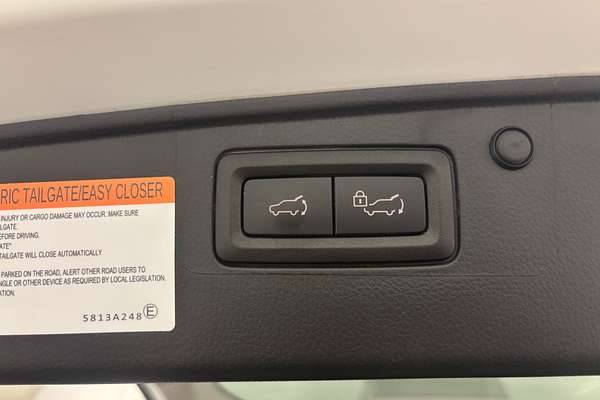 RIC TAILGATE/EASY CLOSER
INJURY OR CARGO DAMAGE MAY OCCUR. MAKE SURE
LGATE.
BEFORE DRIVING.
ATE"
TAILGATE WILL CLOSE AUTOMATICALLY
PARKED ON THE ROAD, ALERT OTHER ROAD USERS TO
NGLE OR OTHER DEVICE AS REQUIRED BY LOCAL LEGISLATION.
ATION.
5813A248 E